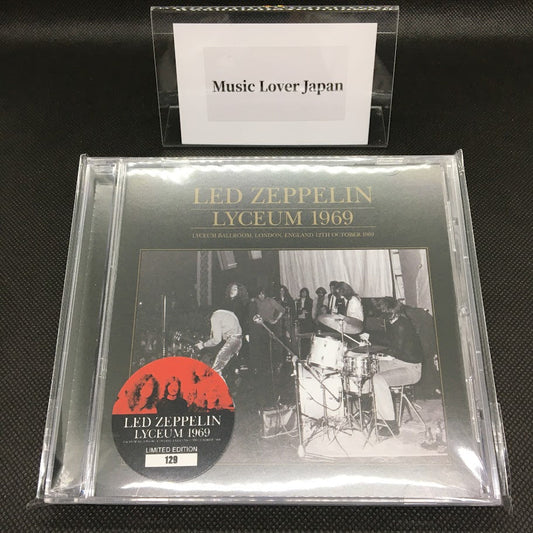 Music Lover Japan
LED ZEPPELIN
LYCEUM 1969
LYCEUM BALLROOM, LONDON, ENGLAND 12TH OCTOBER 1969
LED ZEPPELIN
LYCEUM 1969
LIMITED EDITION
129